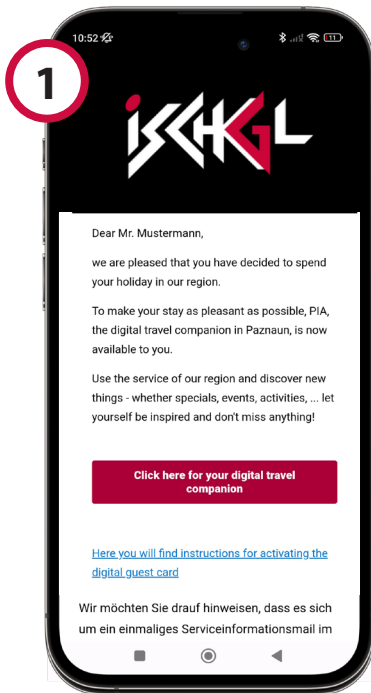 1
10:52
11
ISCHGL
Dear Mr. Mustermann,
we are pleased that you have decided to spend
your holiday in our region.
To make your stay as pleasant as possible, PIA,
the digital travel companion in Paznaun, is now
available to you.
Use the service of our region and discover new
things - whether specials, events, activities, ... let
yourself be inspired and don't miss anything!
Click here for your digital travel
companion
Here you will find instructions for activating the
digital guest card
Wir möchten Sie drauf hinweisen, dass es sich
um ein einmaliges Serviceinformationsmail im